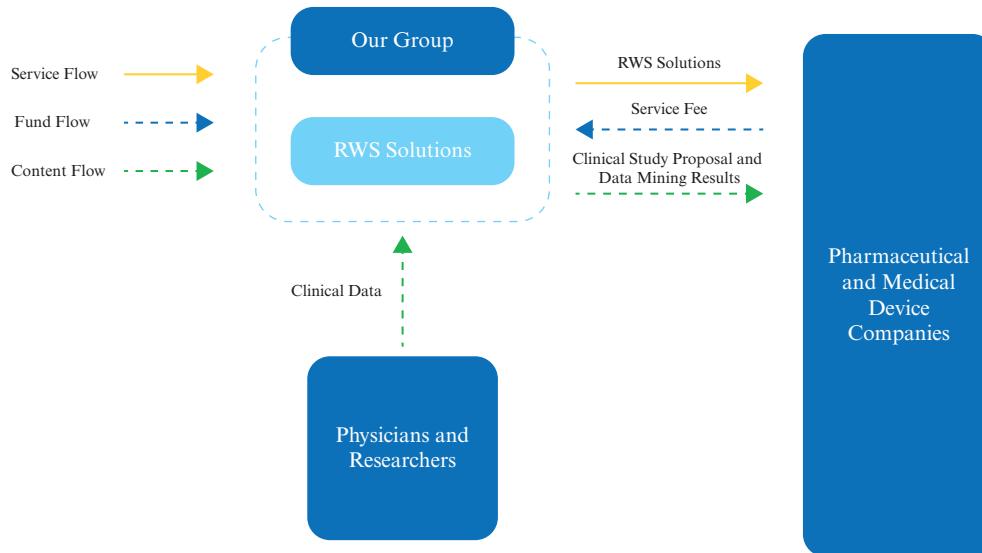 Our Group
RWS Solutions
Service Flow
Fund Flow
Content Flow
RWS Solutions
Service Fee
Clinical Study Proposal and
Data Mining Results
Clinical Data
Physicians and
Researchers
Pharmaceutical
and Medical
Device
Companies